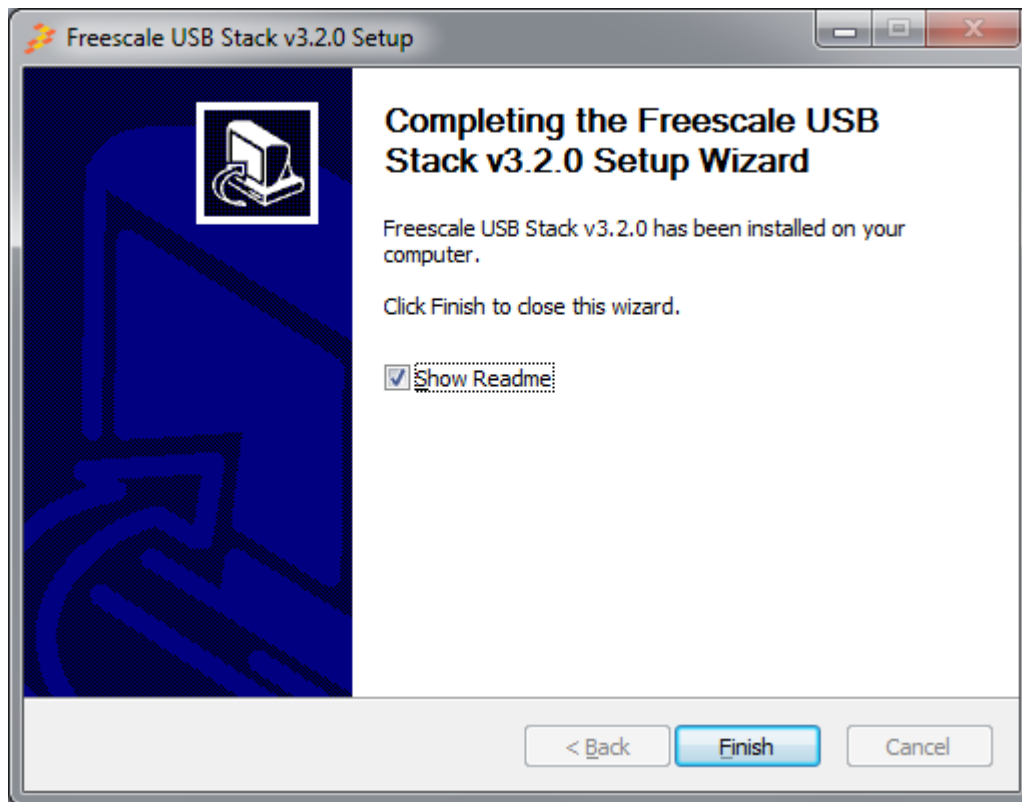 Freescale USB Stack v3.2.0 Setup
Completing the Freescale USB
Stack v3.2.0 Setup Wizard
Freescale USB Stack v3.2.0 has been installed on your
computer.
Click Finish to close this wizard.
Show Readme
< Back
Finish
Cancel